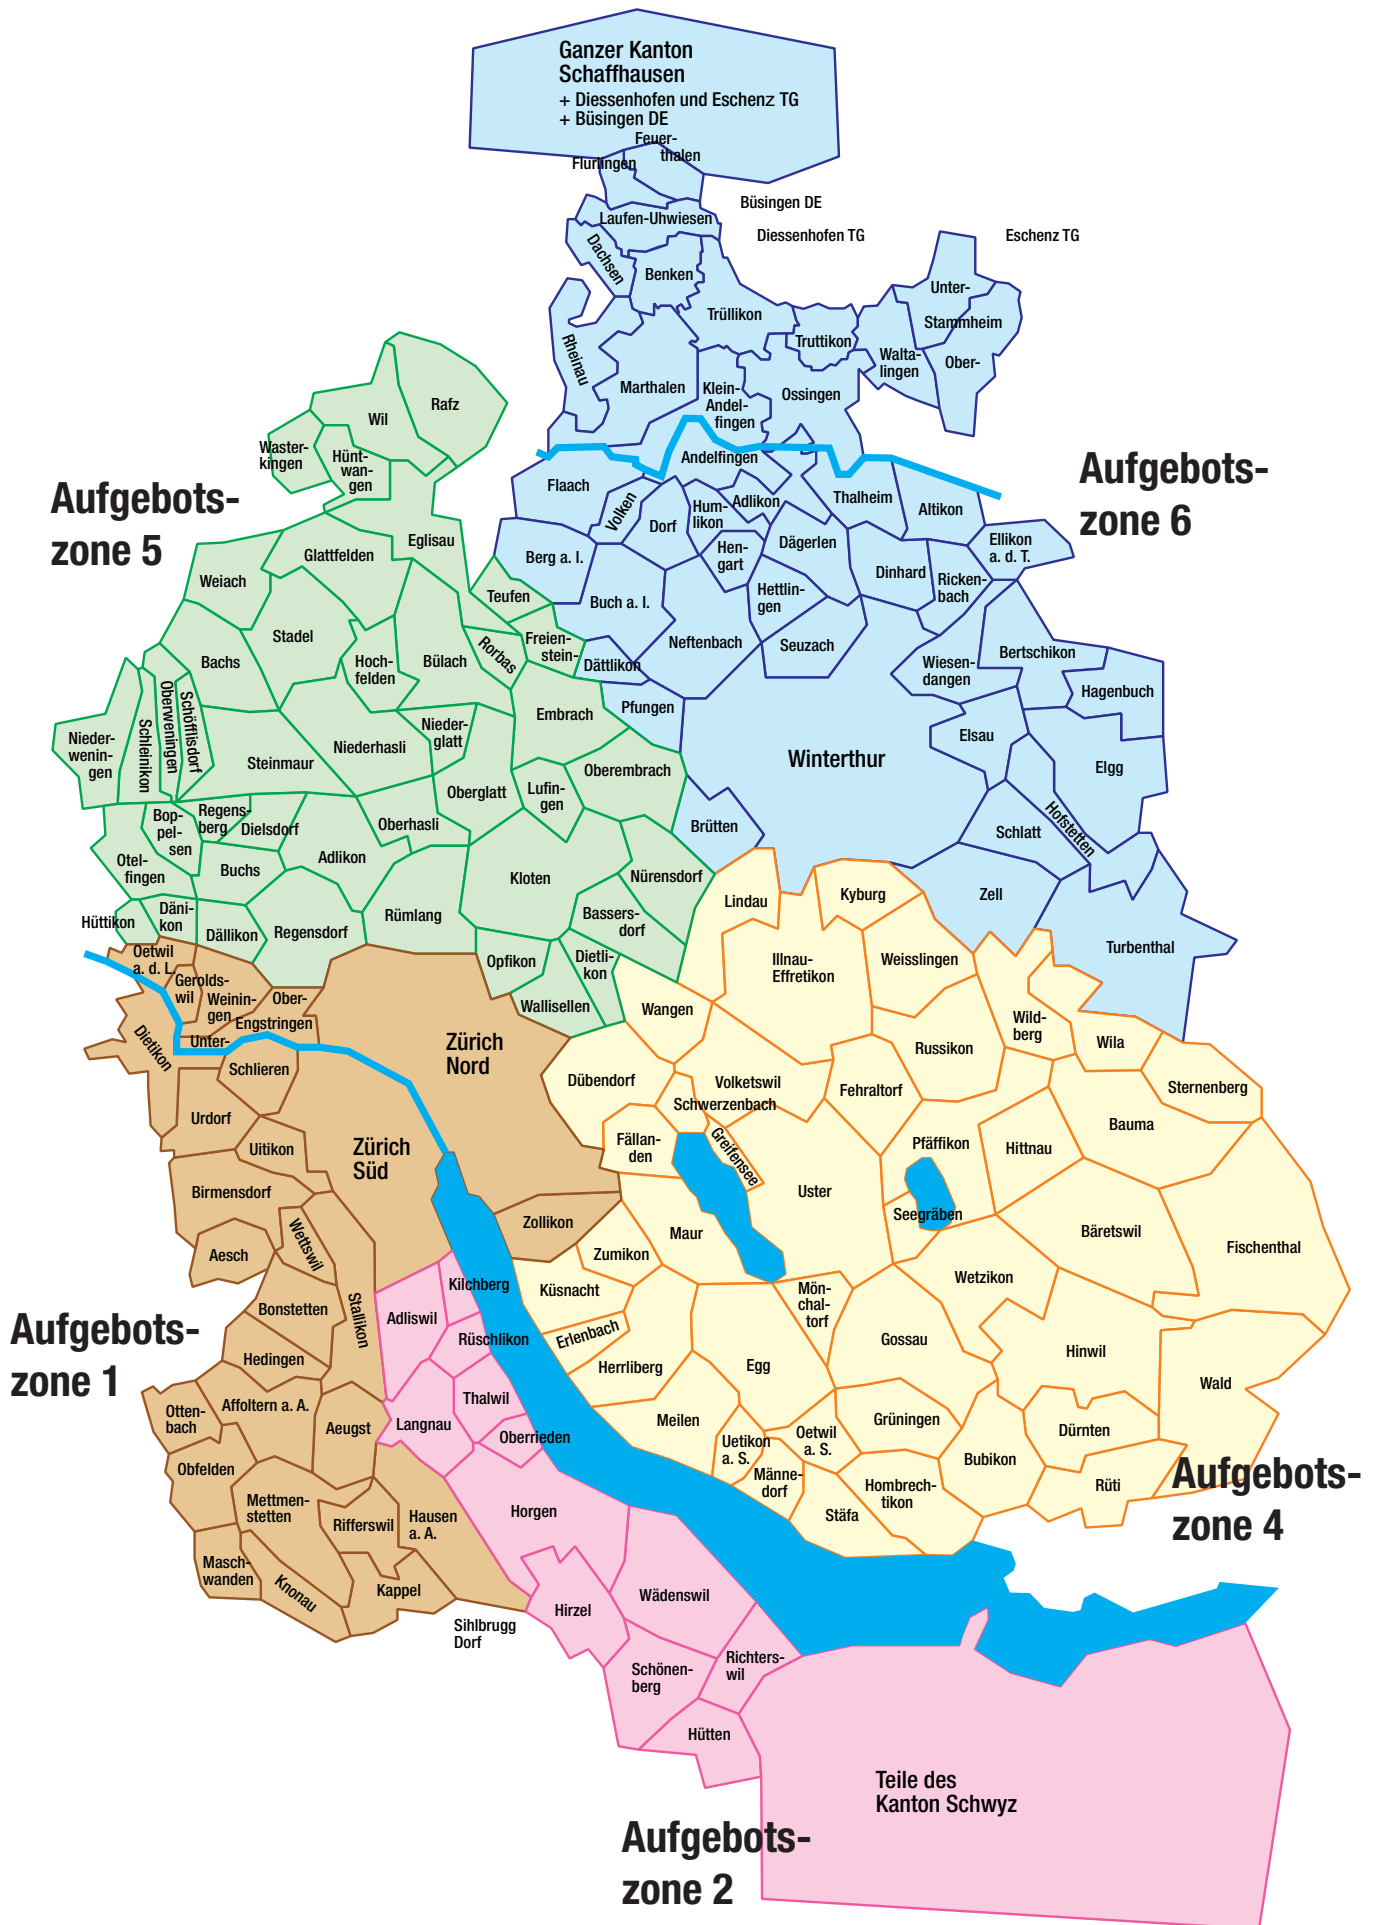 Ganzer Kanton
Schaffhausen
+ Diessenhofen und Eschenz TG
+ Büsingen DE
Feuer-
thalen
Flurlingen
Büsingen DE
Laufen-Uhwiesen
Diessenhofen TG
Eschenz TG
Dachsen
Benken
Unter-
Trüllikon
Stammheim
Truttikon
Rheinau
Walta-
lingen
Ober-
Marthalen
Klein-
Andel-
fingen
Ossingen
Rafz
Wil
Waster-
kingen
Hünt-
wan-
gen
Andelfingen
Aufgebots-
zone 6
Aufgebots-
zone 5
Flaach
Volken
Dorf
Hum-
likon
Adlikon
Thalheim
Altikon
Ellikon
a. d. T.
Eglisau
Glattfelden
Berg a. I.
Hen-
gart
Dägerlen
Dinhard
Ricken-
bach
Weiach
Teufen
Buch a. I.
Hettlin-
gen
Stadel
Freien-
stein-
Rorbas
Neftenbach
Seuzach
Bertschikon
Bachs
Hoch-
felden
Bülach
Dättlikon
Wiesen-
dangen
Hagenbuch
Pfungen
Embrach
Nieder-
wenin-
gen
Schleinikon
Oberweningen
Schöfflisdorf
Nieder-
glatt
Niederhasli
Steinmaur
Elsau
Winterthur
Elgg
Oberembrach
Oberglatt
Lufin-
gen
Hofstetten
Bop-
pel-
sen
Regens-
berg
Dielsdorf
Oberhasli
Brütten
Schlatt
Otel-
fingen
Buchs
Adlikon
Kloten
Nürensdorf
Lindau
Kyburg
Zell
Hüttikon
Däni-
kon
Dällikon
Regensdorf
Rümlang
Bassers-
dorf
Turbenthal
Oetwil
a. d. L.
Opfikon
Dietli-
kon
Illnau-
Effretikon
Weisslingen
Gerolds-
wil
Weinin-
gen
Ober-
Engstringen
Unter-
Wallisellen
Wangen
Wild-
berg
Wila
Dietikon
Zürich
Nord
Russikon
Schlieren
Dübendorf
Volketswil
Fehraltorf
Sternenberg
Schwerzenbach
Urdorf
Bauma
Uitikon
Zürich
Süd
Fällan-
den
Greifensee
Pfäffikon
Hittnau
Birmensdorf
Uster
Seegräben
Zollikon
Maur
Bäretswil
Wettswil
Aesch
Zumikon
Fischenthal
Kilchberg
Küsnacht
Wetzikon
Mön-
chal-
torf
Bonstetten
Stallikon
Adliswil
Aufgebots-
zone 1
Rüschlikon
Erlenbach
Gossau
Hinwil
Hedingen
Herrliberg
Egg
Wald
Thalwil
Affoltern a. A.
Otten-
bach
Aeugst
Langnau
Meilen
Grüningen
Dürnten
Oberrieden
Uetikon
a. S.
Oetwil
a. S.
Obfelden
Bubikon
Männe-
dorf
Hombrech-
tikon
Rüti
Aufgebots-
zone 4
Mettmen-
stetten
Rifferswil
Hausen
a. A.
Horgen
Stäfa
Masch-
wanden
Knonau
Kappel
Wädenswil
Hirzel
Sihlbrugg
Dorf
Richters-
wil
Schönen-
berg
Hütten
Teile des
Kanton Schwyz
Aufgebots-
zone 2